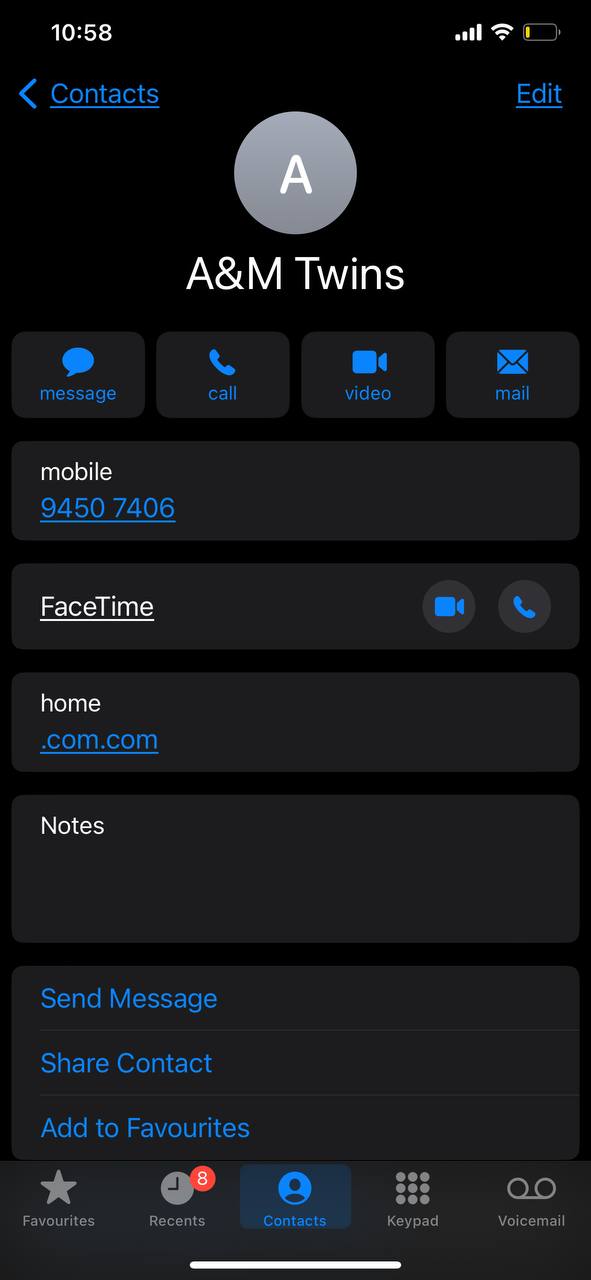 10:58
Contacts
Edit
A
A&M Twins
message
call
video
mail
mobile
9450 7406
FaceTime
home
.com.com
Notes
Send Message
Share Contact
Add to Favourites
8
Favourites
Recents
Contacts
Keypad
Voicemail